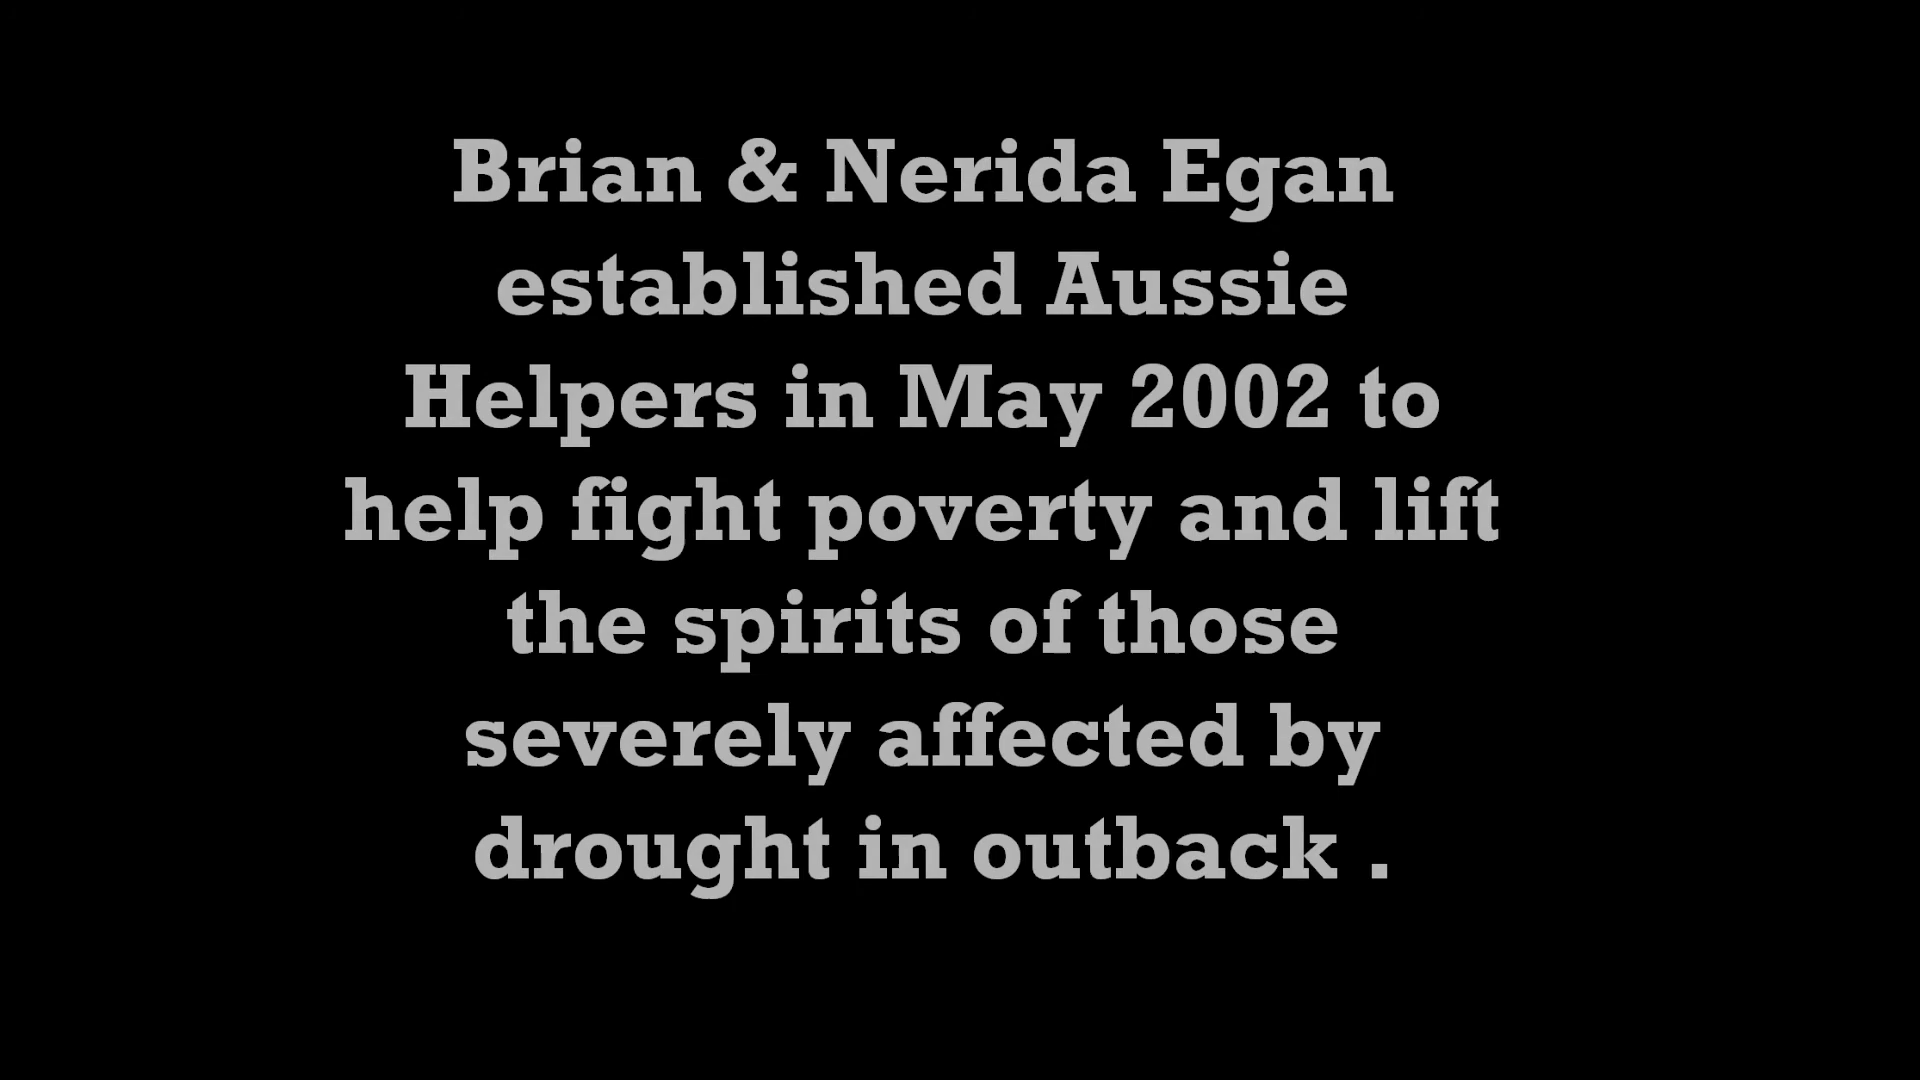 Brian & Nerida Egan
established Aussie
Helpers in May 2002 to
help fight poverty and lift
the spirits of those
severely affected by
drought in outback .